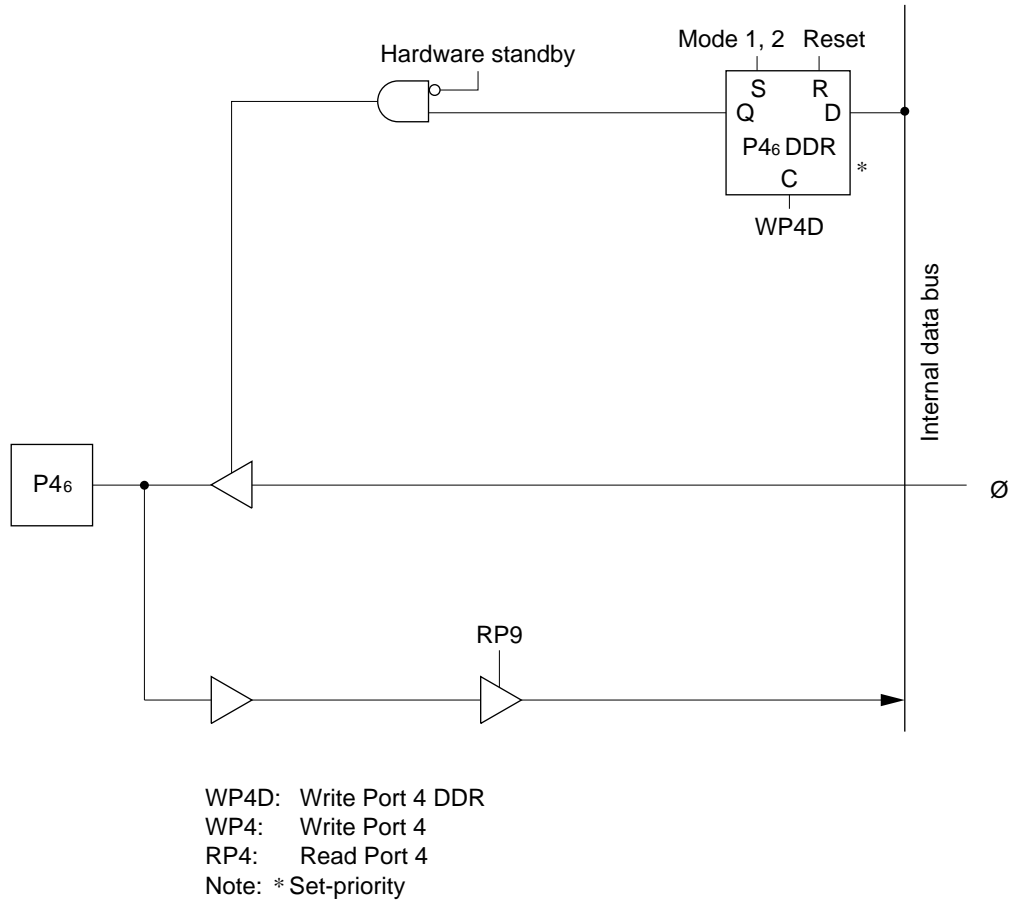 Hardware standby
Mode 1, 2 Reset
S R
Q D
P4₆ DDR
*
C
WP4D
Internal data bus
P4₆
Ø
RP9
WP4D: Write Port 4 DDR
WP4: Write Port 4
RP4: Read Port 4
Note: * Set-priority